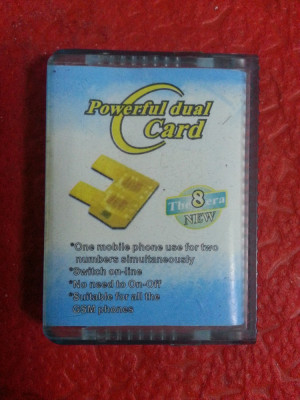 Powerful dual
Card
The 8 era
NEW
*One mobile phone use for two
numbers simultaneously
*Switch on-line
*No need to On-Off
*Suitable for all the
GSM phones